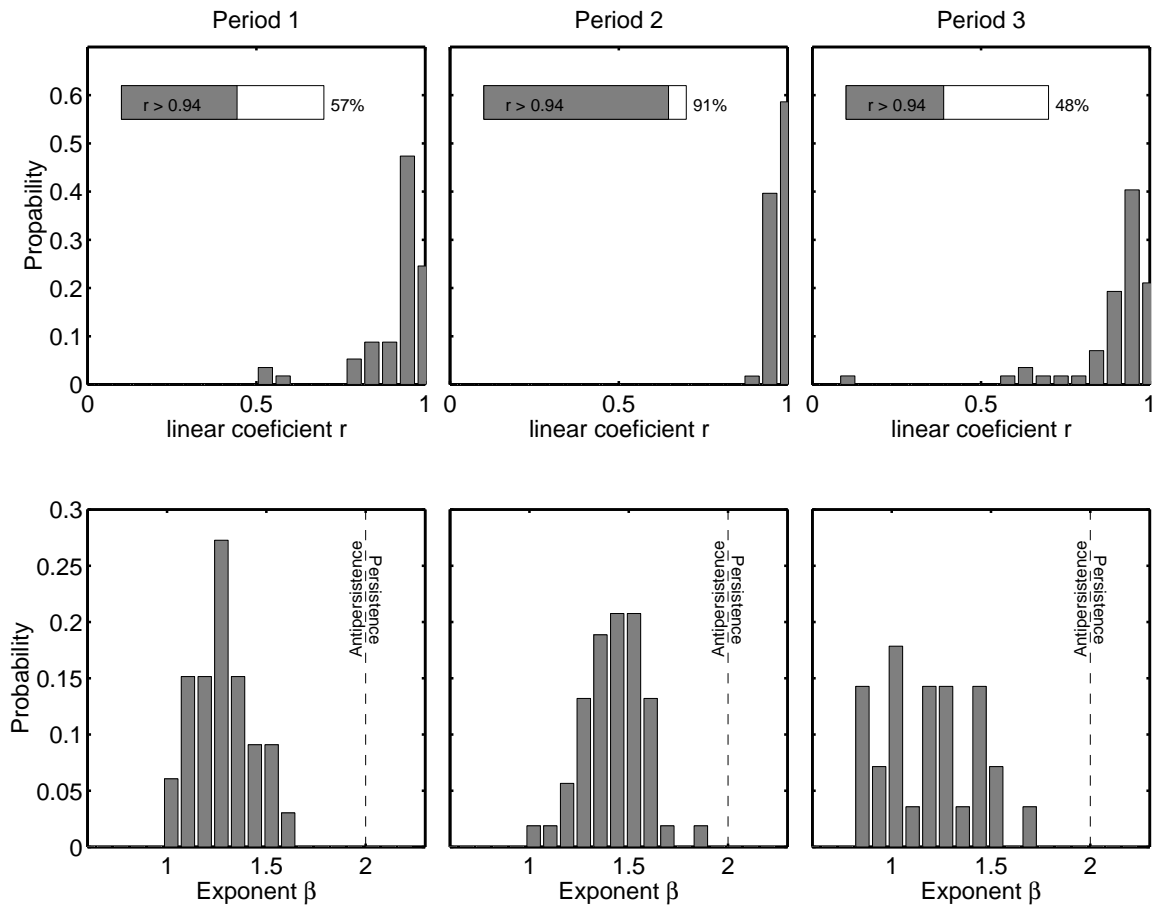 Period 1
Period 2
Period 3
Propability
0.6
0.5
0.4
0.3
0.2
0.1
0
r > 0.94
57%
r > 0.94
91%
r > 0.94
48%
0
0.5
1
0
0.5
1
0
0.5
1
linear coeficient r
linear coeficient r
linear coeficient r
Probability
0.3
0.25
0.2
0.15
0.1
0.05
0
Antipersistence
Persistence
Antipersistence
Persistence
Antipersistence
Persistence
1
1.5
2
1
1.5
2
1
1.5
2
Exponent β
Exponent β
Exponent β